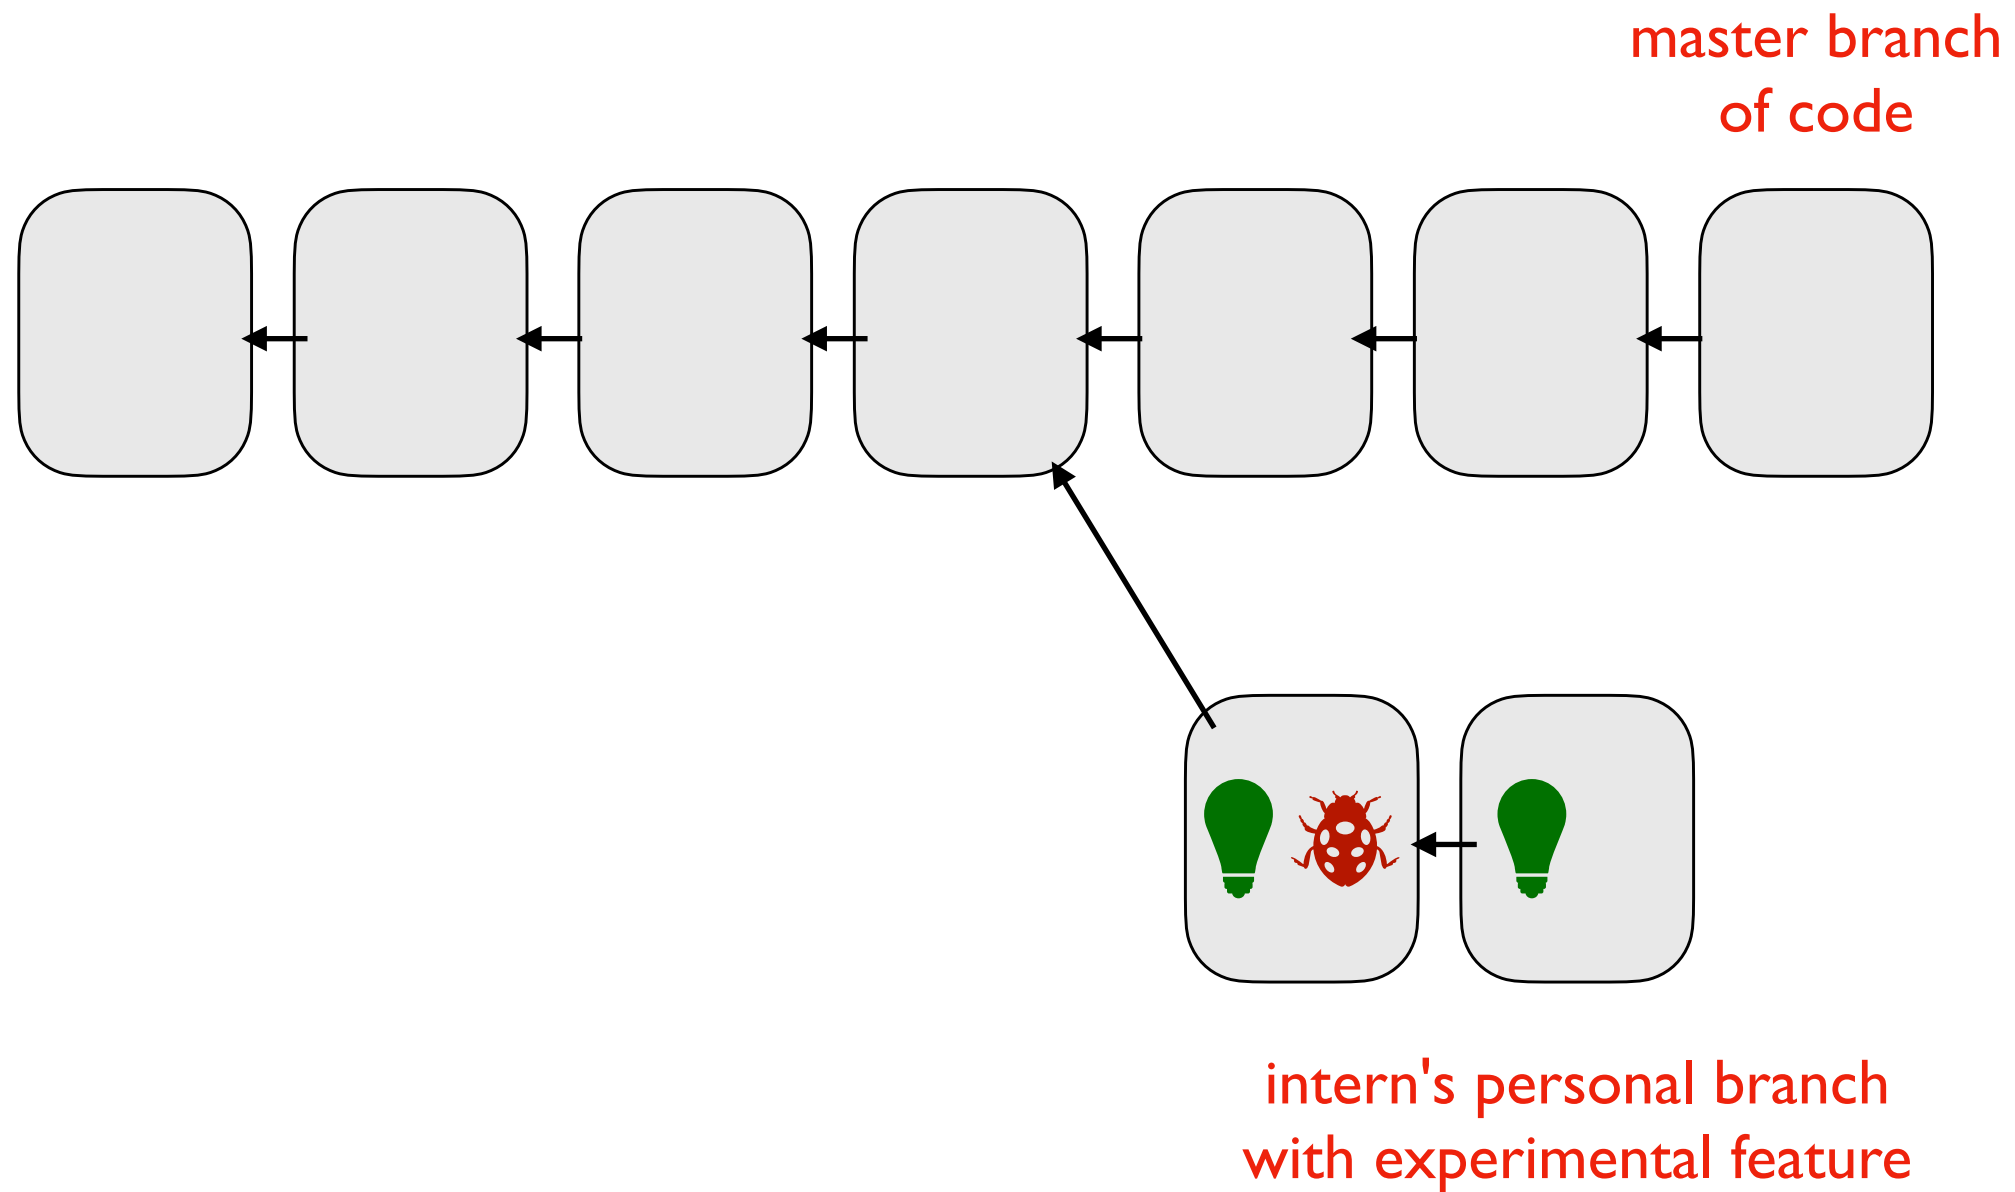 master branch
of code
intern's personal branch
with experimental feature